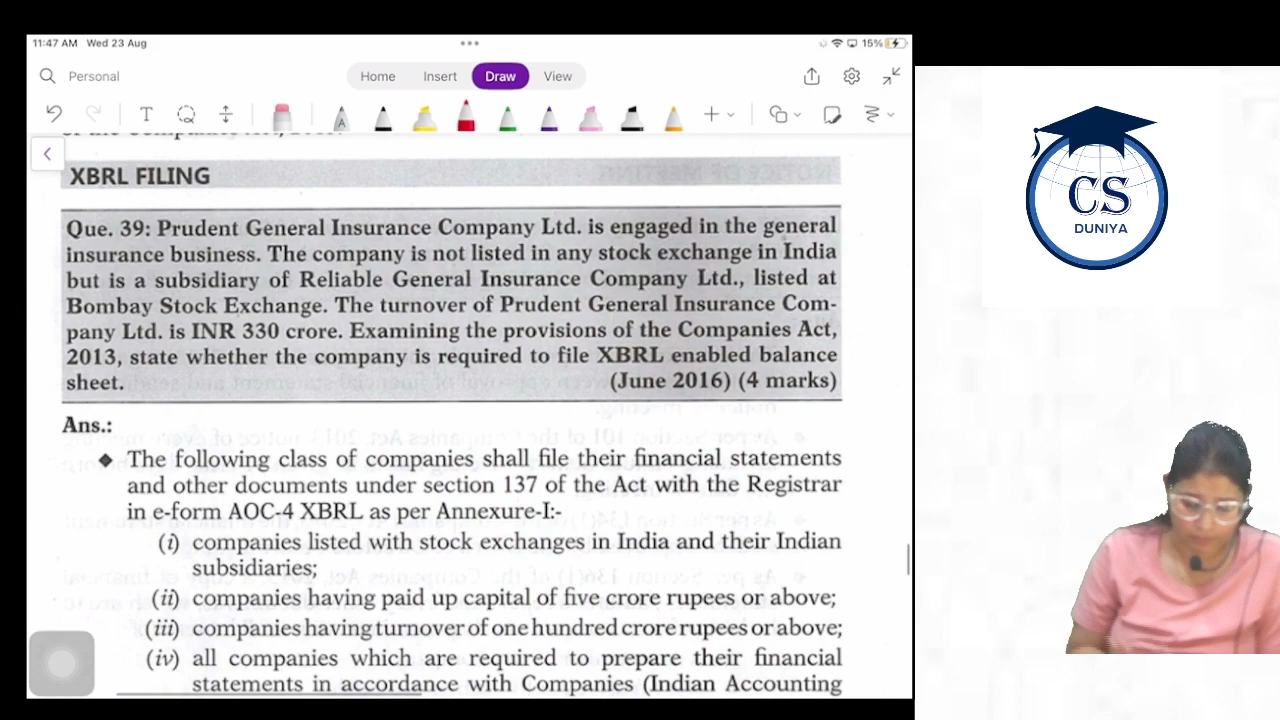 11:47 AM Wed 23 Aug
15%
Personal
Home Insert Draw View
XBRL FILING
Que. 39: Prudent General Insurance Company Ltd. is engaged in the general
insurance business. The company is not listed in any stock exchange in India
but is a subsidiary of Reliable General Insurance Company Ltd., listed at
Bombay Stock Exchange. The turnover of Prudent General Insurance Com-
pany Ltd. is INR 330 crore. Examining the provisions of the Companies Act,
2013, state whether the company is required to file XBRL enabled balance
sheet. (June 2016) (4 marks)
Ans.:
❖ The following class of companies shall file their financial statements
and other documents under section 137 of the Act with the Registrar
in e-form AOC-4 XBRL as per Annexure-I:-
(i) companies listed with stock exchanges in India and their Indian
subsidiaries;
(ii) companies having paid up capital of five crore rupees or above;
(iii) companies having turnover of one hundred crore rupees or above;
(iv) all companies which are required to prepare their financial
statements in accordance with Companies (Indian Accounting
CS
DUNIYA